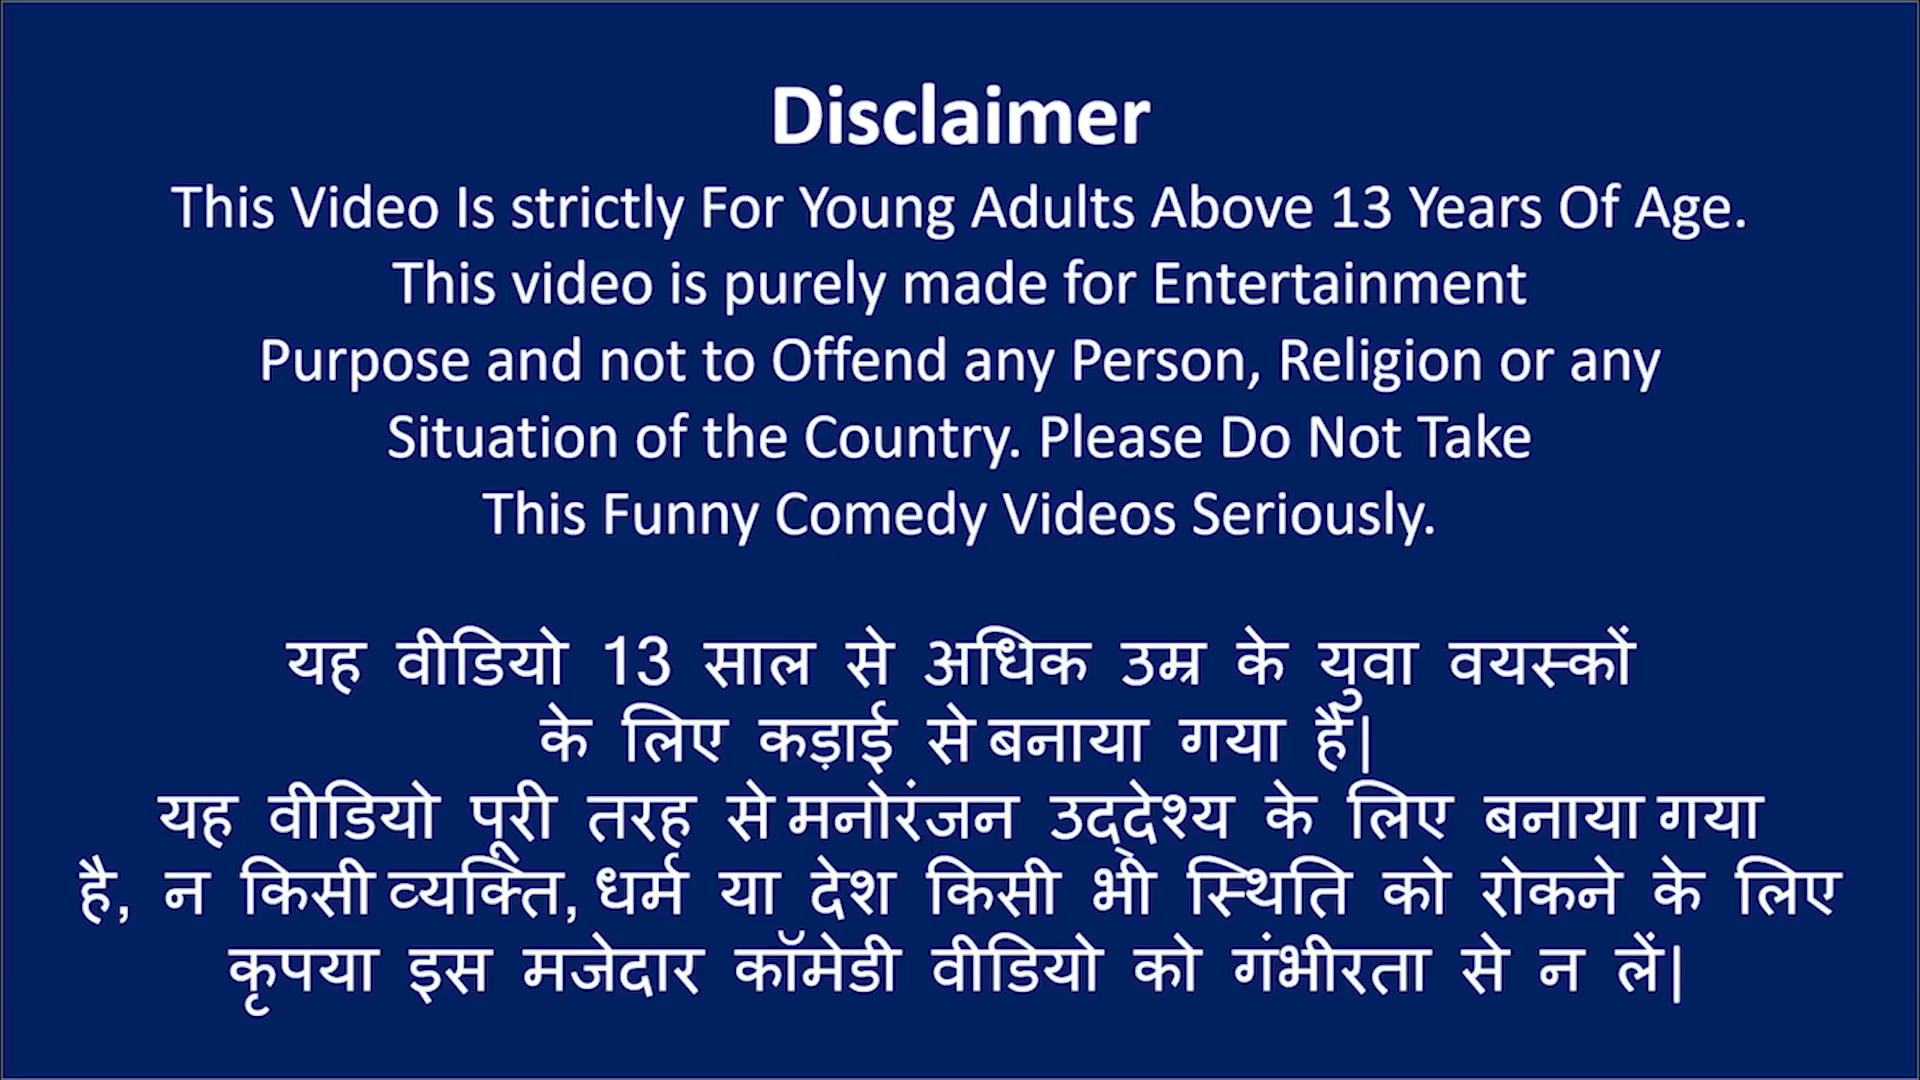 Disclaimer
This Video Is strictly For Young Adults Above 13 Years Of Age.
This video is purely made for Entertainment
Purpose and not to Offend any Person, Religion or any
Situation of the Country. Please Do Not Take
This Funny Comedy Videos Seriously.
यह वीडियो 13 साल से अधिक उम्र के युवा वयस्कों
के लिए कड़ाई से बनाया गया है|
यह वीडियो पूरी तरह से मनोरंजन उद्देश्य के लिए बनाया गया
है, न किसी व्यक्ति, धर्म या देश किसी भी स्थिति को रोकने के लिए
कृपया इस मजेदार कॉमेडी वीडियो को गंभीरता से न लें|